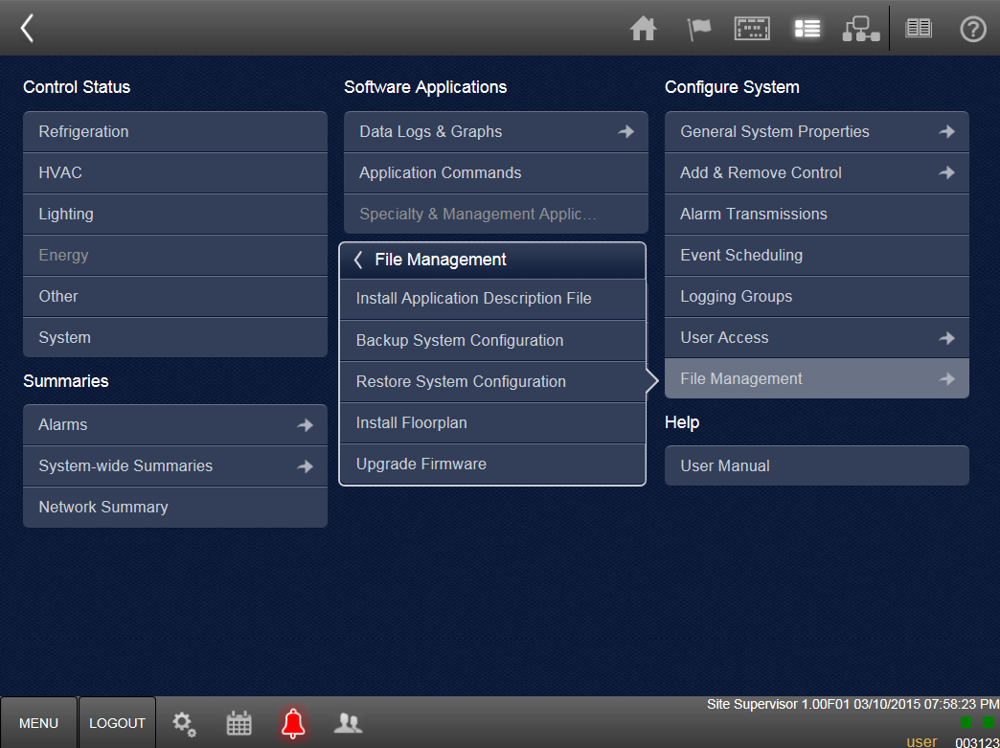 Control Status
Refrigeration
HVAC
Lighting
Energy
Other
System
Summaries
Alarms
System-wide Summaries
Network Summary
Software Applications
Data Logs & Graphs
Application Commands
Specialty & Management Applic...
File Management
Install Application Description File
Backup System Configuration
Restore System Configuration
Install Floorplan
Upgrade Firmware
Configure System
General System Properties
Add & Remove Control
Alarm Transmissions
Event Scheduling
Logging Groups
User Access
File Management
Help
User Manual
MENU
LOGOUT
Site Supervisor 1.00F01 03/10/2015 07:58:23 PM
user 003123